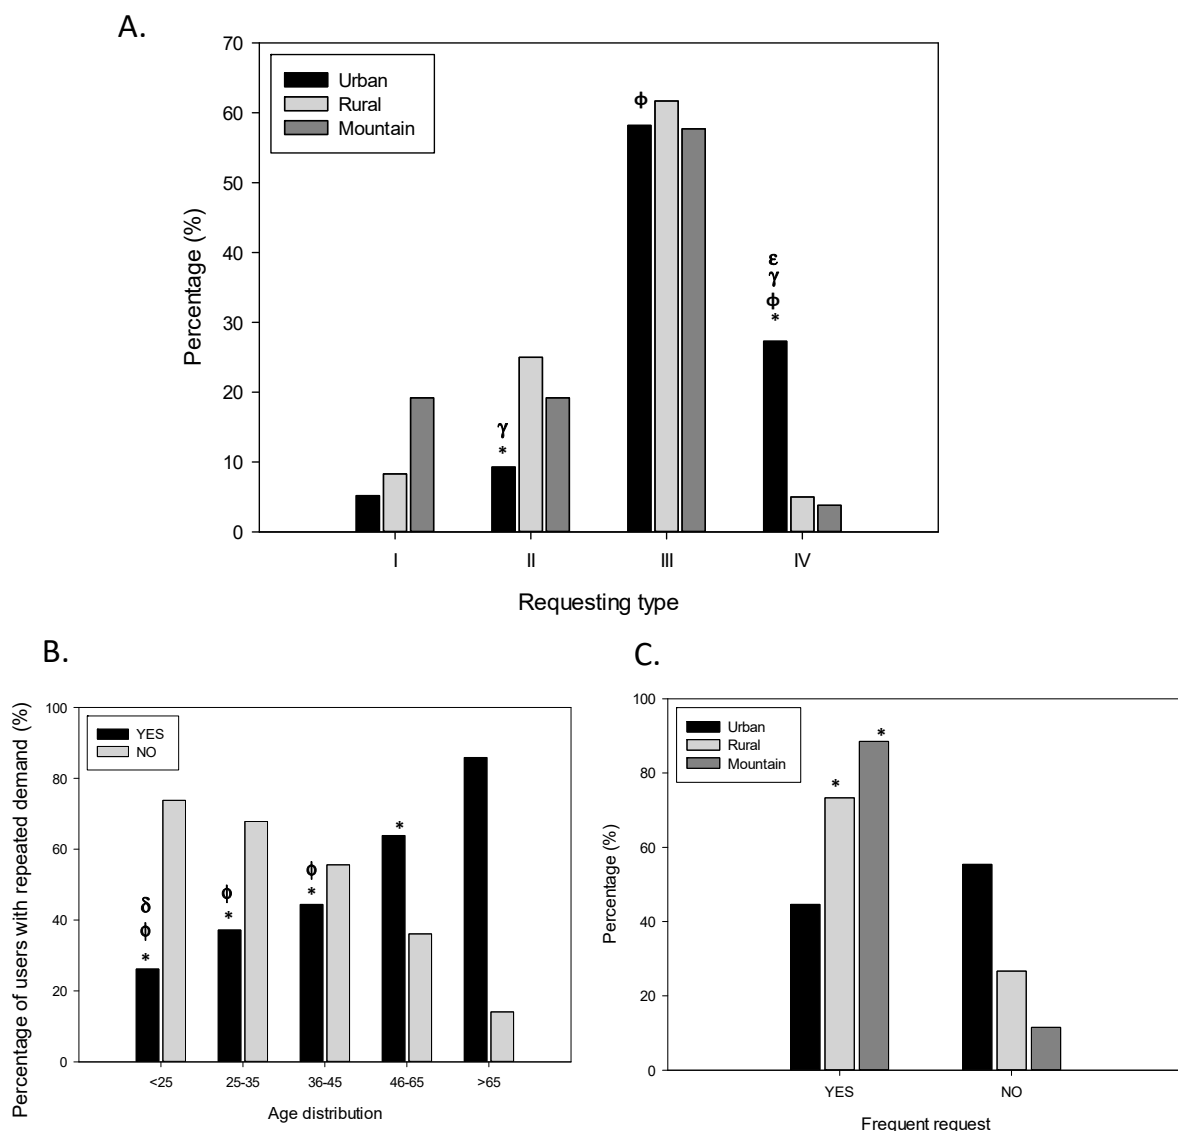 A.
70
60
50
40
30
20
10
0
Percentage (%)
Urban
Rural
Mountain
γ
*
ϕ
ε
γ
ϕ
*
I II III IV
Requesting type
B.
100
80
60
40
20
0
Percentage of users with repeated demand (%)
YES
NO
δ
ϕ
*
ϕ
*
ϕ
*
*
<25 25-35 36-45 46-65 >65
Age distribution
C.
100
80
60
40
20
0
Percentage (%)
Urban
Rural
Mountain
*
*
YES NO
Frequent request